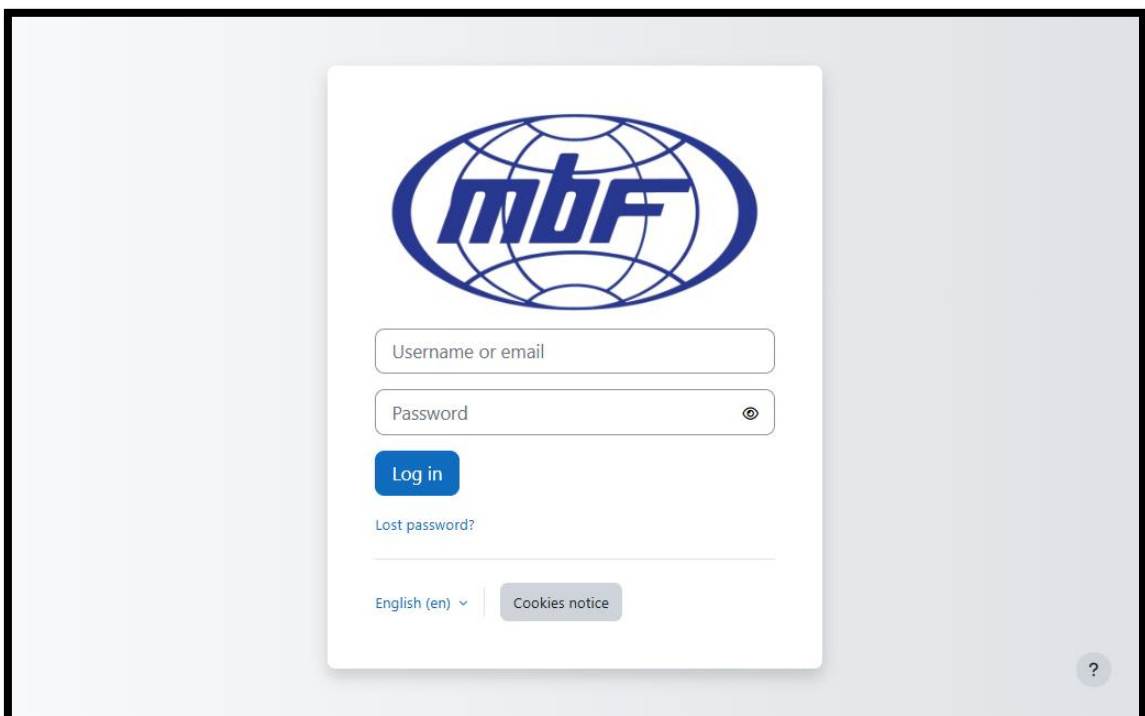 mbF
Username or email
Password
Log in
Lost password?
English (en)
Cookies notice
?